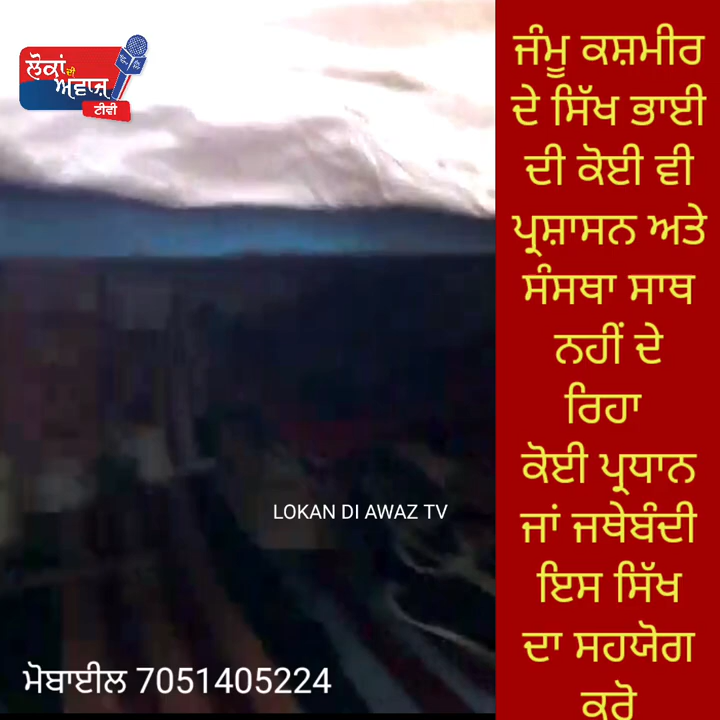 ਲੋਕਾਂ ਦੀ
ਅਵਾਜ਼
ਟੀਵੀ
ਜੰਮੂ ਕਸ਼ਮੀਰ
ਦੇ ਸਿੱਖ ਭਾਈ
ਦੀ ਕੋਈ ਵੀ
ਪ੍ਰਸ਼ਾਸਨ ਅਤੇ
ਸੰਸਥਾ ਸਾਥ
ਨਹੀਂ ਦੇ
ਰਿਹਾ
ਕੋਈ ਪ੍ਰਧਾਨ
ਜਾਂ ਜਥੇਬੰਦੀ
ਇਸ ਸਿੱਖ
ਦਾ ਸਹਯੋਗ
ਕਰੋ
LOKAN DI AWAZ TV
ਮੋਬਾਈਲ 7051405224